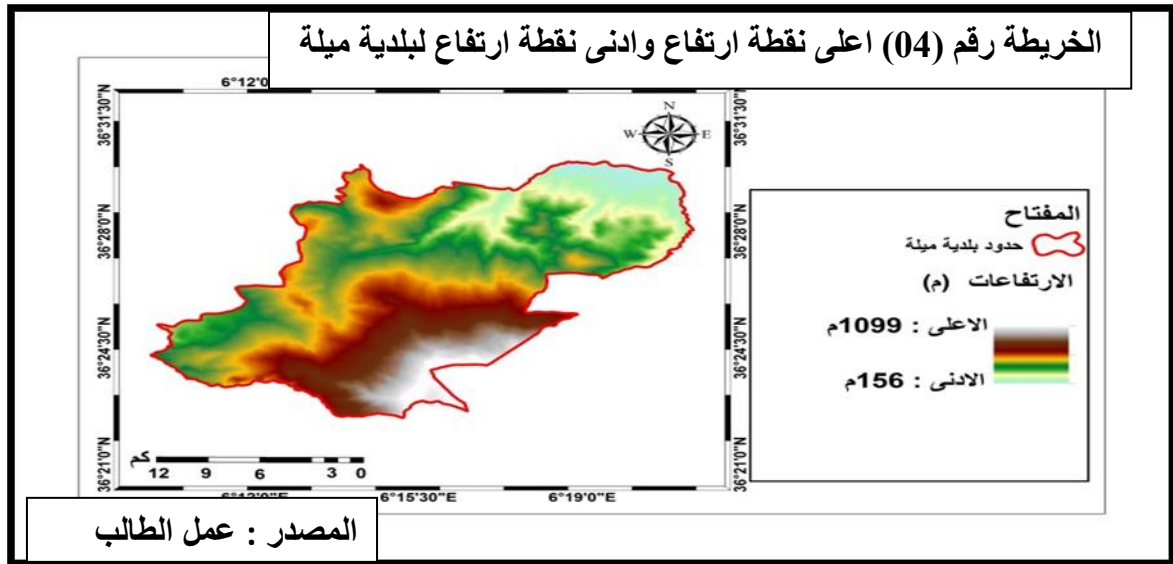 الخريطة رقم (04) اعلى نقطة ارتفاع وادنى نقطة ارتفاع لبلدية ميلة
6°12'0
36°31'30"N
36°31'30"N
N
W
E
S
36°28'0"N
36°28'0"N
36°24'30"N
36°24'30"N
36°21'0"N
36°21'0"N
المفتاح
حدود بلدية ميلة
الارتفاعات (م)
الاعلى : 1099م
الادنى : 156م
كم
12 9 6 3 0
6°12'0"E 6°15'30"E 6°19'0"E
المصدر : عمل الطالب